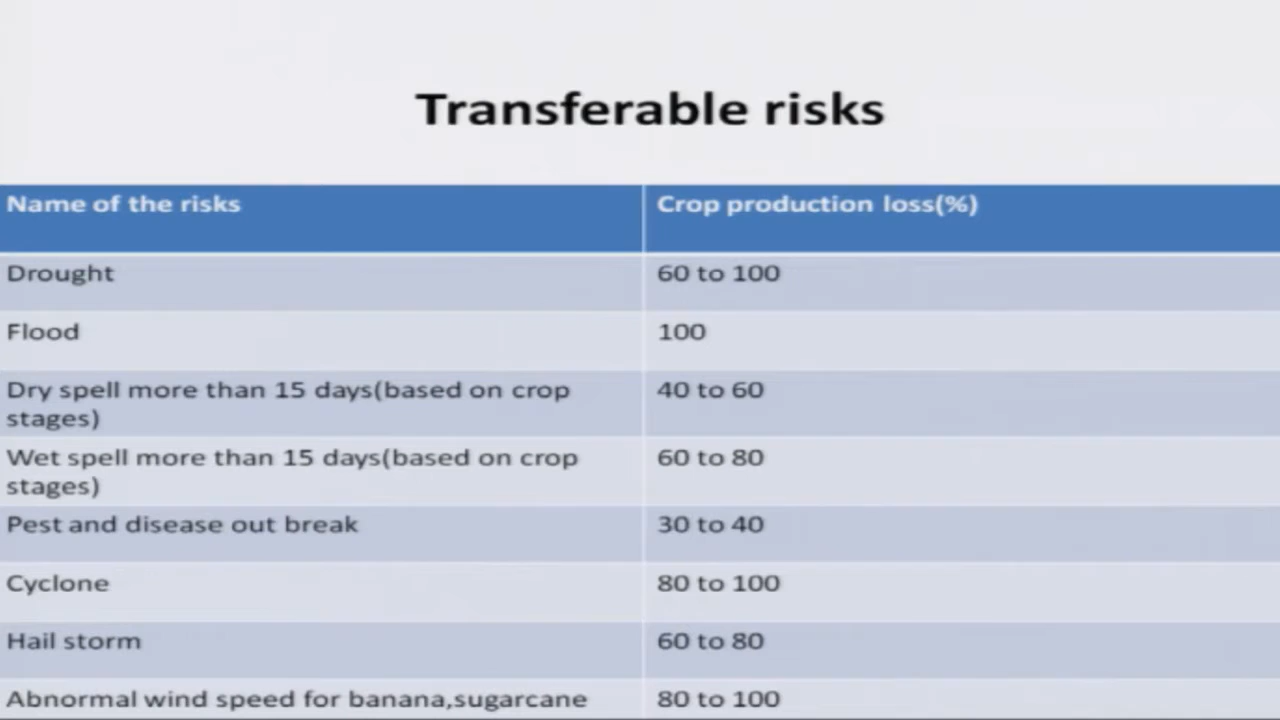 Transferable risks
Name of the risks
Crop production loss(%)
Drought
60 to 100
Flood
100
Dry spell more than 15 days(based on crop
stages)
40 to 60
Wet spell more than 15 days(based on crop
stages)
60 to 80
Pest and disease out break
30 to 40
Cyclone
80 to 100
Hail storm
60 to 80
Abnormal wind speed for banana,sugarcane
80 to 100